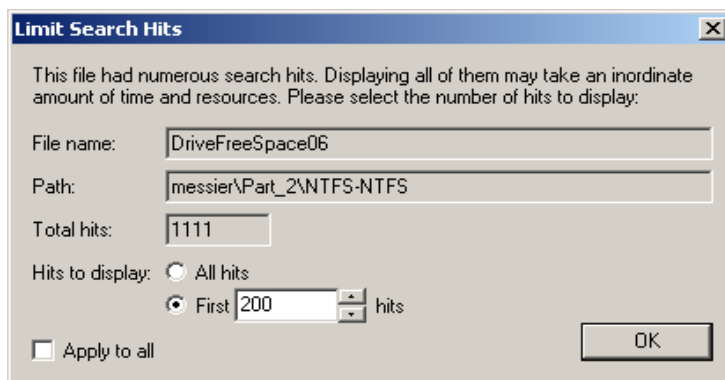 Limit Search Hits
This file had numerous search hits. Displaying all of them may take an inordinate
amount of time and resources. Please select the number of hits to display:
File name: DriveFreeSpace06
Path: messier\Part_2\NTFS-NTFS
Total hits: 1111
Hits to display: All hits
First 200 hits
Apply to all
OK